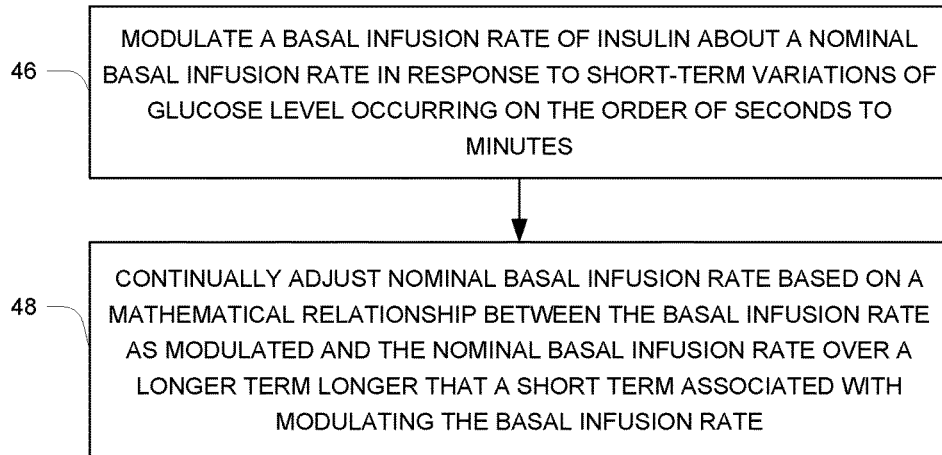 46
MODULATE A BASAL INFUSION RATE OF INSULIN ABOUT A NOMINAL
BASAL INFUSION RATE IN RESPONSE TO SHORT-TERM VARIATIONS OF
GLUCOSE LEVEL OCCURRING ON THE ORDER OF SECONDS TO
MINUTES
48
CONTINUALLY ADJUST NOMINAL BASAL INFUSION RATE BASED ON A
MATHEMATICAL RELATIONSHIP BETWEEN THE BASAL INFUSION RATE
AS MODULATED AND THE NOMINAL BASAL INFUSION RATE OVER A
LONGER TERM LONGER THAT A SHORT TERM ASSOCIATED WITH
MODULATING THE BASAL INFUSION RATE